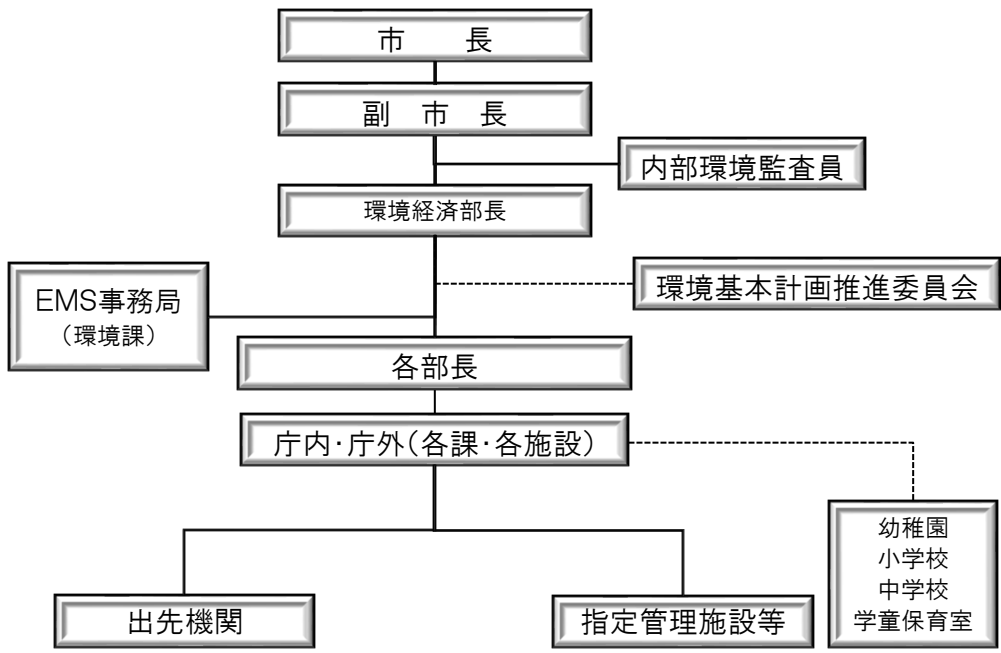 市　長
副　市　長
内部環境監査員
環境経済部長
EMS事務局
（環境課）
環境基本計画推進委員会
各部長
庁内・庁外（各課・各施設）
幼稚園
小学校
中学校
学童保育室
出先機関
指定管理施設等